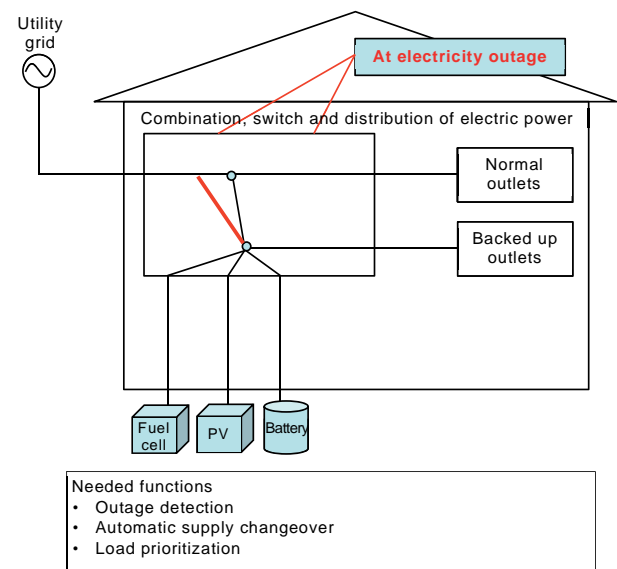 Utility
grid
At electricity outage
Combination, switch and distribution of electric power
Normal
outlets
Backed up
outlets
Fuel
cell
PV
Battery
Needed functions
• Outage detection
• Automatic supply changeover
• Load prioritization